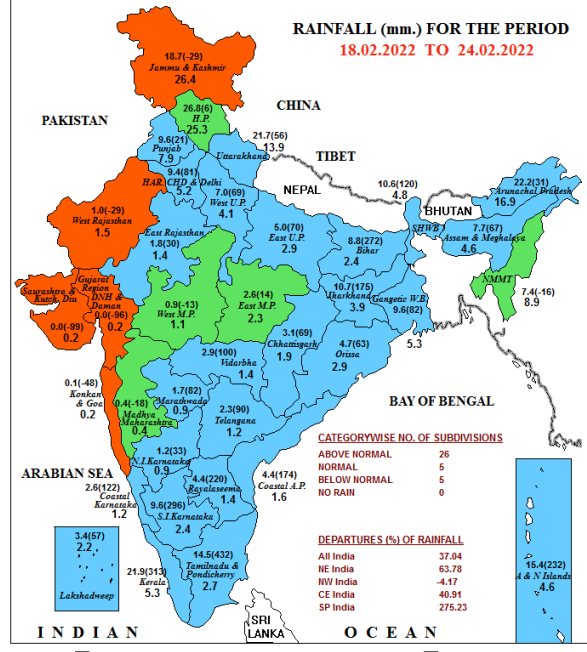 RAINFALL (mm.) FOR THE PERIOD
18.02.2022 TO 24.02.2022
18.7(-29)
Jammu & Kashmir
26.4
CHINA
PAKISTAN
26.8(6)
H.P.
25.3
9.6(21)
Punjab
7.9
21.7(56)
13.9
Uttarakhand
TIBET
9.4(81)
HAR. CHD & Delhi
5.2
7.0(69)
West U.P.
4.1
NEPAL
10.6(120)
4.8
BHUTAN
22.2(31)
Arunachal Pradesh
16.9
1.0(-29)
West Rajasthan
1.5
East Rajasthan
1.8(30)
1.4
5.0(70)
East U.P.
2.9
8.8(272)
Bihar
2.4
SHWB
7.7(67)
Assam & Meghalaya
4.6
NMMT
7.4(-16)
8.9
Saurashtra &
Kutch, Diu
0.0(-99)
0.2
Gujarat
Region
DNH &
Daman
0.0(-96)
0.2
0.9(-13)
West M.P.
1.1
2.6(14)
East M.P.
2.3
10.7(175)
Jharkhand
3.9
Gangetic W.B.
9.6(82)
5.3
3.1(69)
Chhattisgarh
1.9
4.7(63)
Orissa
2.9
2.9(100)
Vidarbha
1.4
0.1(-48)
Konkan
& Goa
0.2
0.4(-18)
Madhya
Maharashtra
0.4
1.7(82)
Marathwada
0.9
2.3(90)
Telangana
1.2
BAY OF BENGAL
1.2(33)
N.I.Karnataka
0.9
ARABIAN SEA
2.6(122)
Coastal
Karnataka
1.2
4.4(220)
Rayalaseema
1.4
4.4(174)
Coastal A.P.
1.6
9.6(296)
S.I.Karnataka
2.4
3.4(57)
2.2
Lakshadweep
21.9(313)
Kerala
5.3
14.5(432)
Tamilnadu &
Pondicherry
2.7
15.4(232)
A & N Islands
4.6
CATEGORYWISE NO. OF SUBDIVISIONS
ABOVE NORMAL 26
NORMAL 5
BELOW NORMAL 5
NO RAIN 0
DEPARTURES (%) OF RAINFALL
All India 37.04
NE India 63.78
NW India -4.17
CE India 40.91
SP India 275.23
SRI
LANKA
INDIAN OCEAN